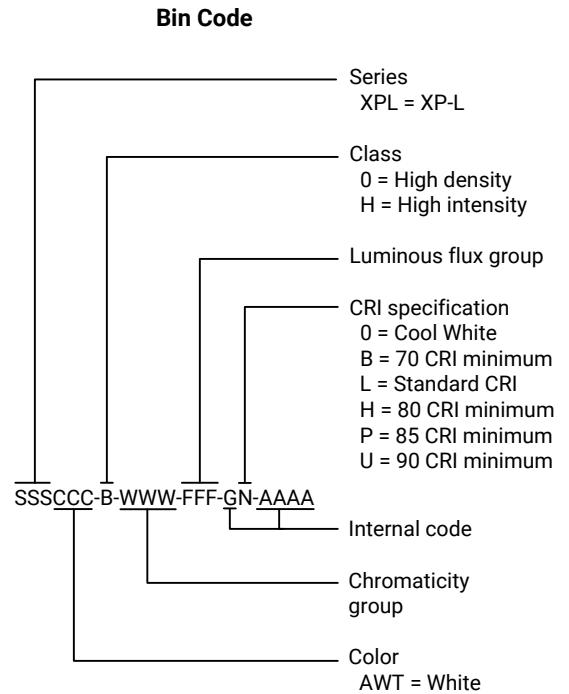 Bin Code
Series
XPL = XP-L
Class
0 = High density
H = High intensity
Luminous flux group
CRI specification
0 = Cool White
B = 70 CRI minimum
L = Standard CRI
H = 80 CRI minimum
P = 85 CRI minimum
U = 90 CRI minimum
SSSCCC-B-WWW-FFF-GN-AAAA
Internal code
Chromaticity
group
Color
AWT = White